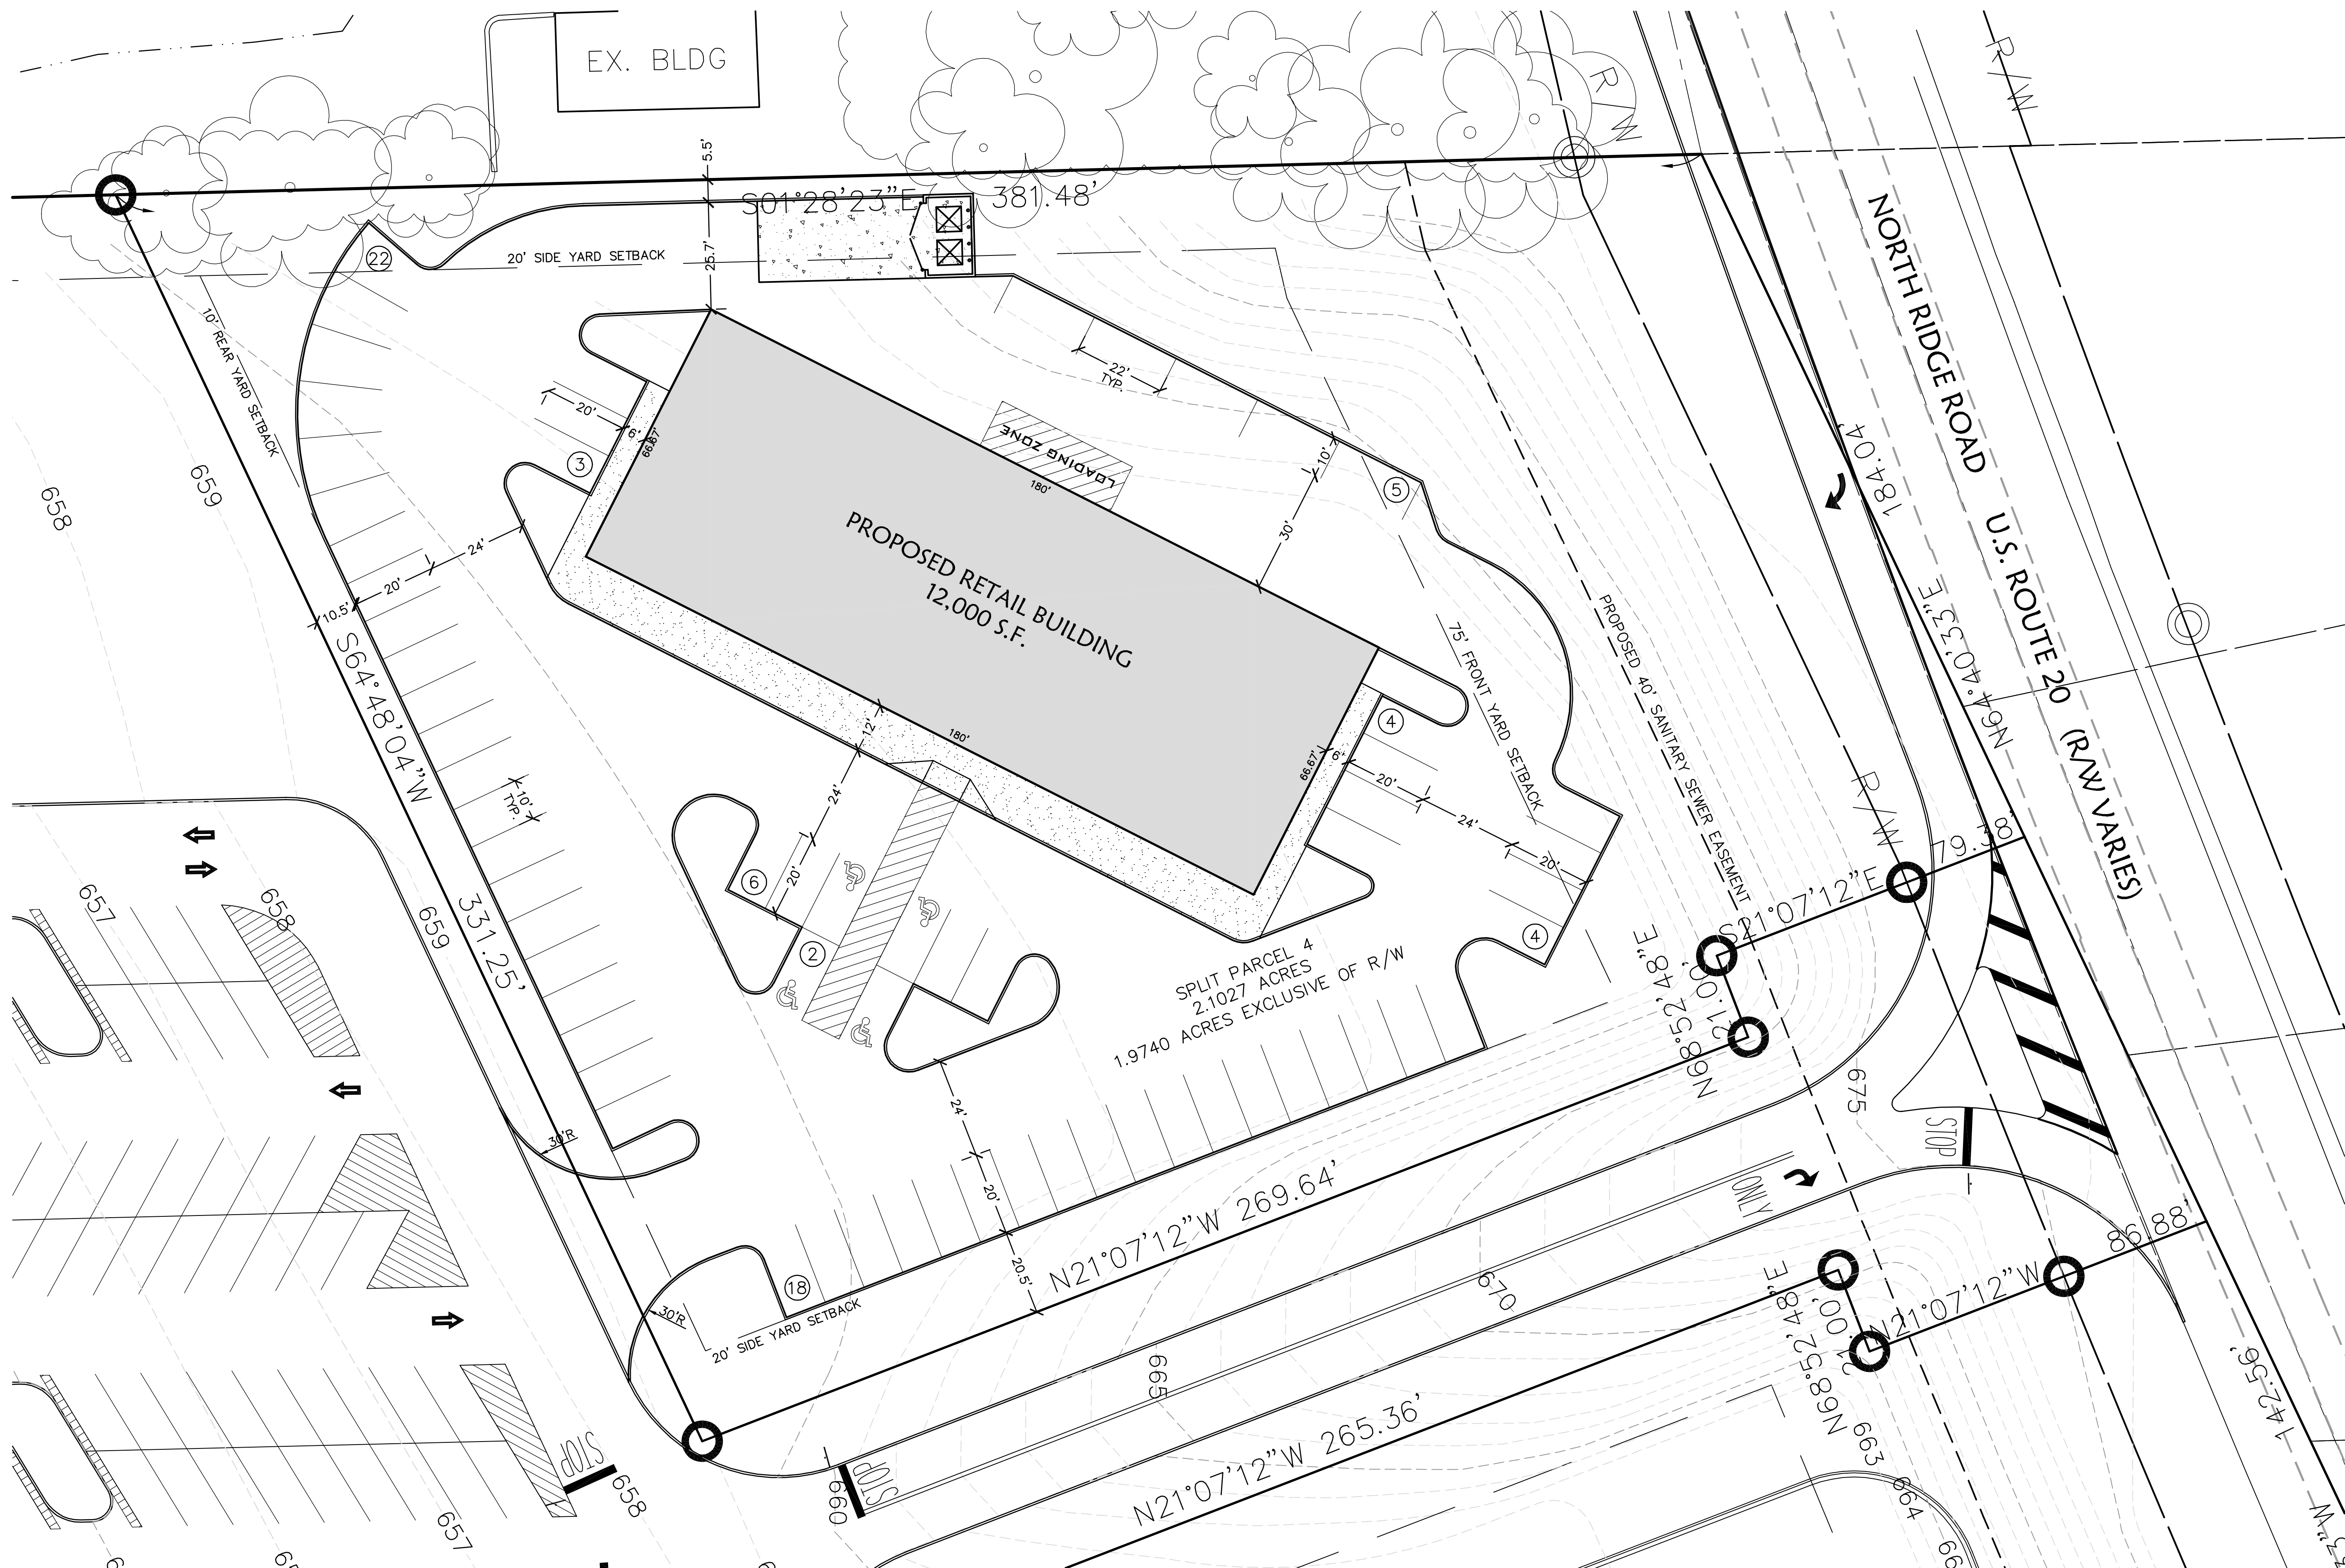 EX. BLDG
R/W
R/W
5.5'
S01°28'23"E 381.48'
22
20' SIDE YARD SETBACK
25.7'
10' REAR YARD SETBACK
NORTH RIDGE ROAD U.S. ROUTE 20 (R/W VARIES)
22'
TYP.
20'
6'
66.67'
3
LOADING ZONE
180'
10'
5
30'
184.04'
N64°40'33"E
658
659
PROPOSED RETAIL BUILDING
12,000 S.F.
24'
20'
10.5'
S64°48'04"W
331.25'
75' FRONT YARD SETBACK
PROPOSED 40' SANITARY SEWER EASEMENT
12'
180'
4
66.67'
6'
20'
24'
20'
10'
TYP.
24'
20'
6
2
4
R/W
79.38'
S21°07'12"E
N68°52'48"E
21.00'
657
658
659
SPLIT PARCEL 4
2.1027 ACRES
1.9740 ACRES EXCLUSIVE OF R/W
24'
20'
20.5'
30'R
30'R
18
20' SIDE YARD SETBACK
N21°07'12"W 269.64'
675
STOP
ONLY
670
665
86.88'
N21°07'12"W
N68°52'48"E
21.00'
142.56'
N21°07'12"W 265.36'
663
664
STOP
STOP
658
660
657